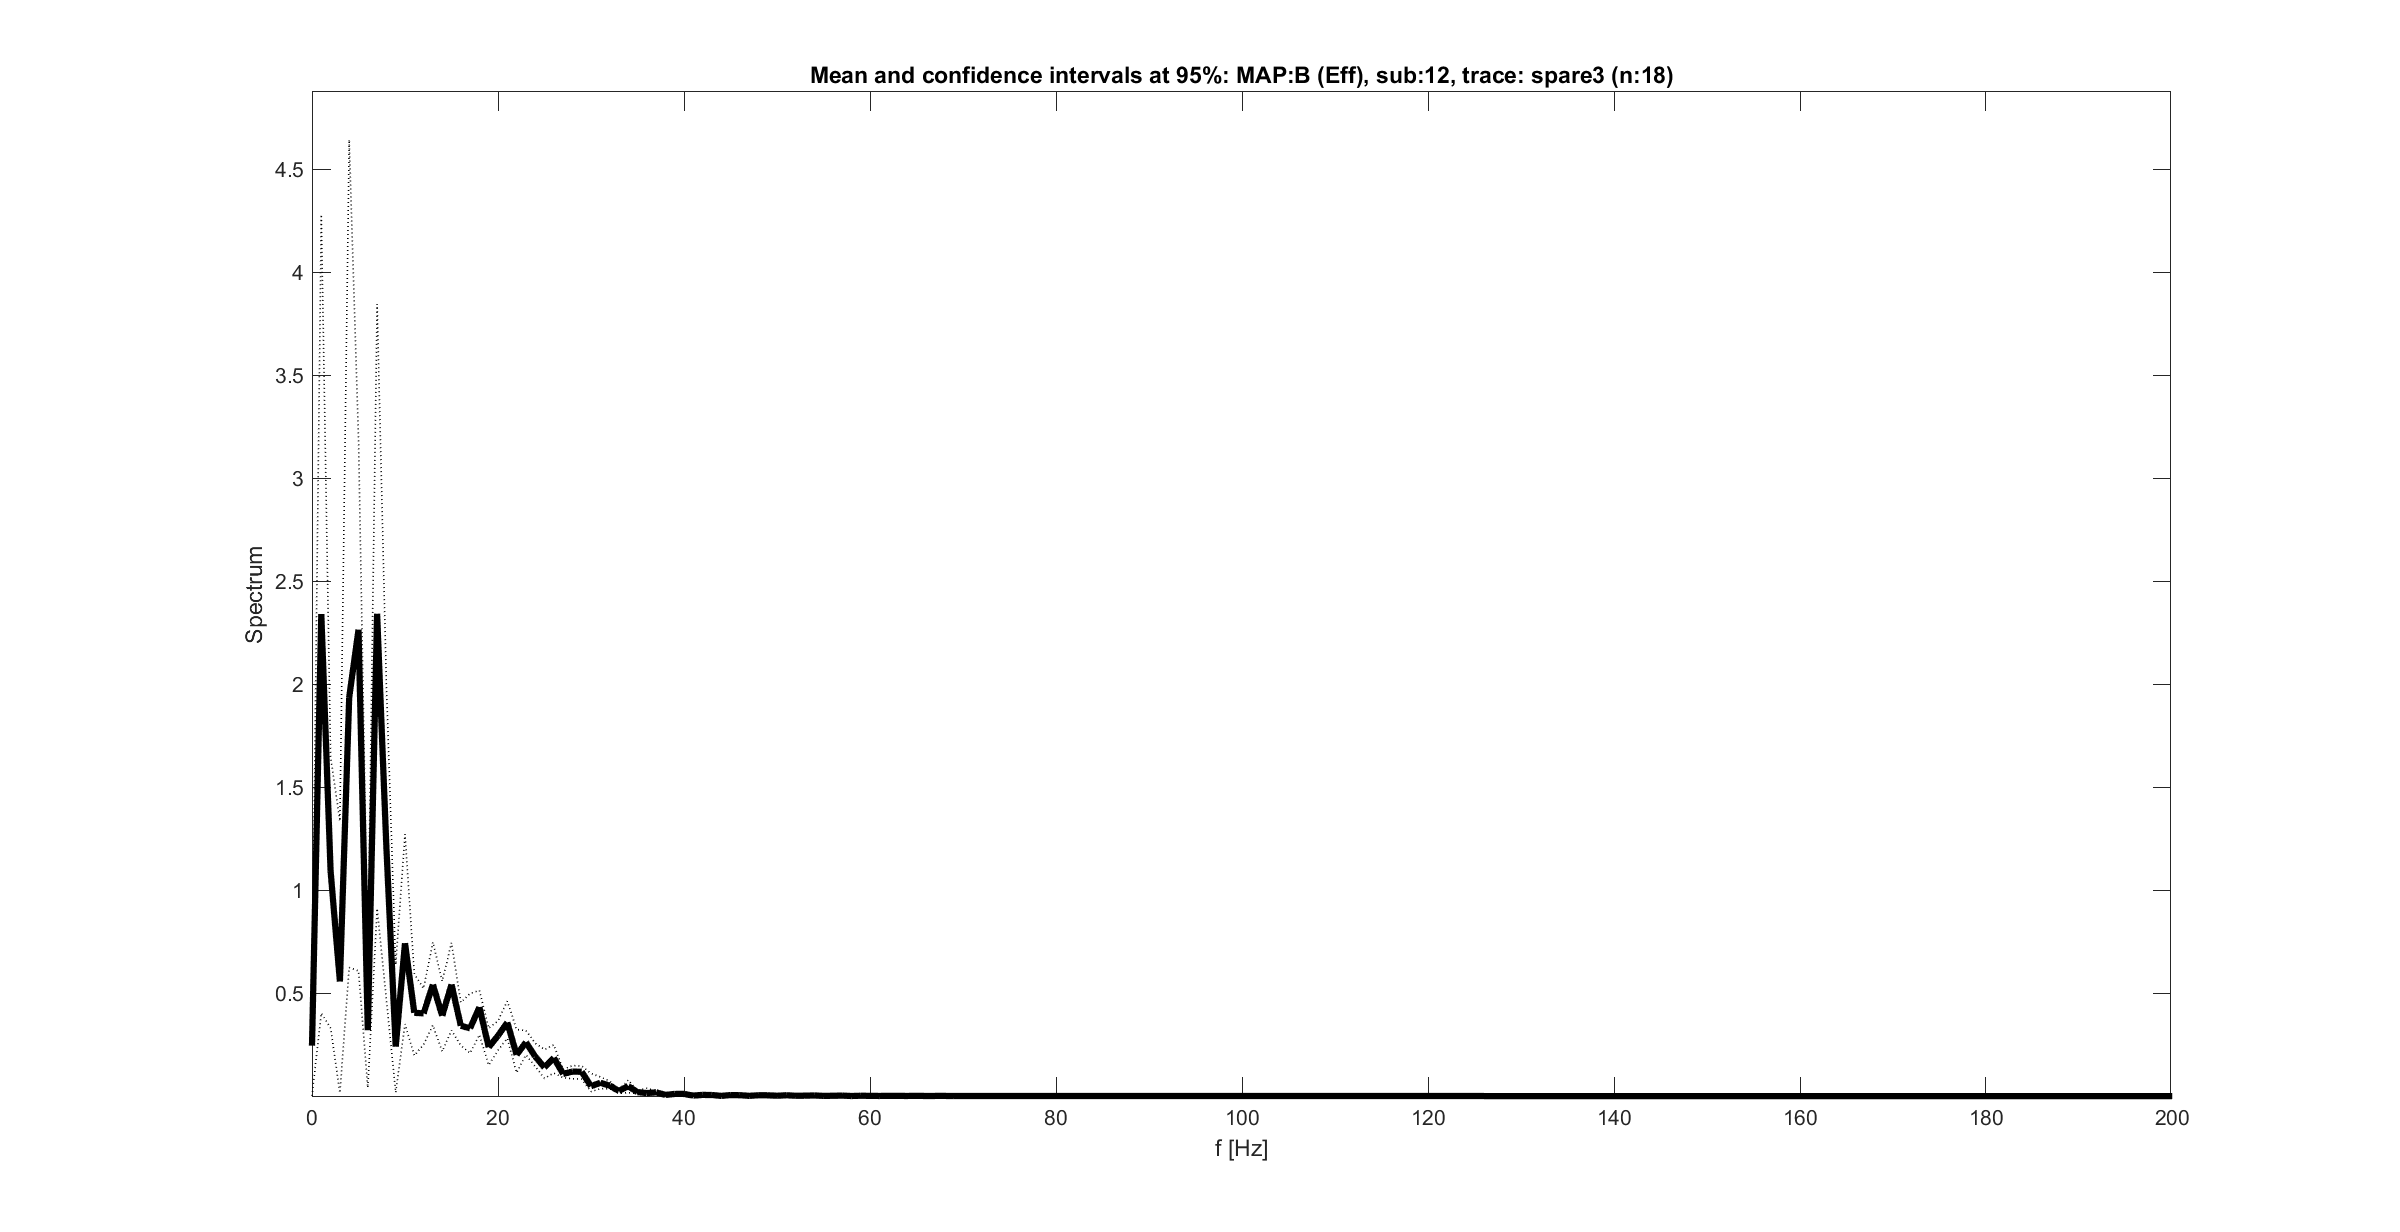 Mean and confidence intervals at 95%: MAP:B (Eff), sub:12, trace: spare3 (n:18)
4.5
4
3.5
3
2.5
2
1.5
1
0.5
Spectrum
0 20 40 60 80 100 120 140 160 180 200
f [Hz]